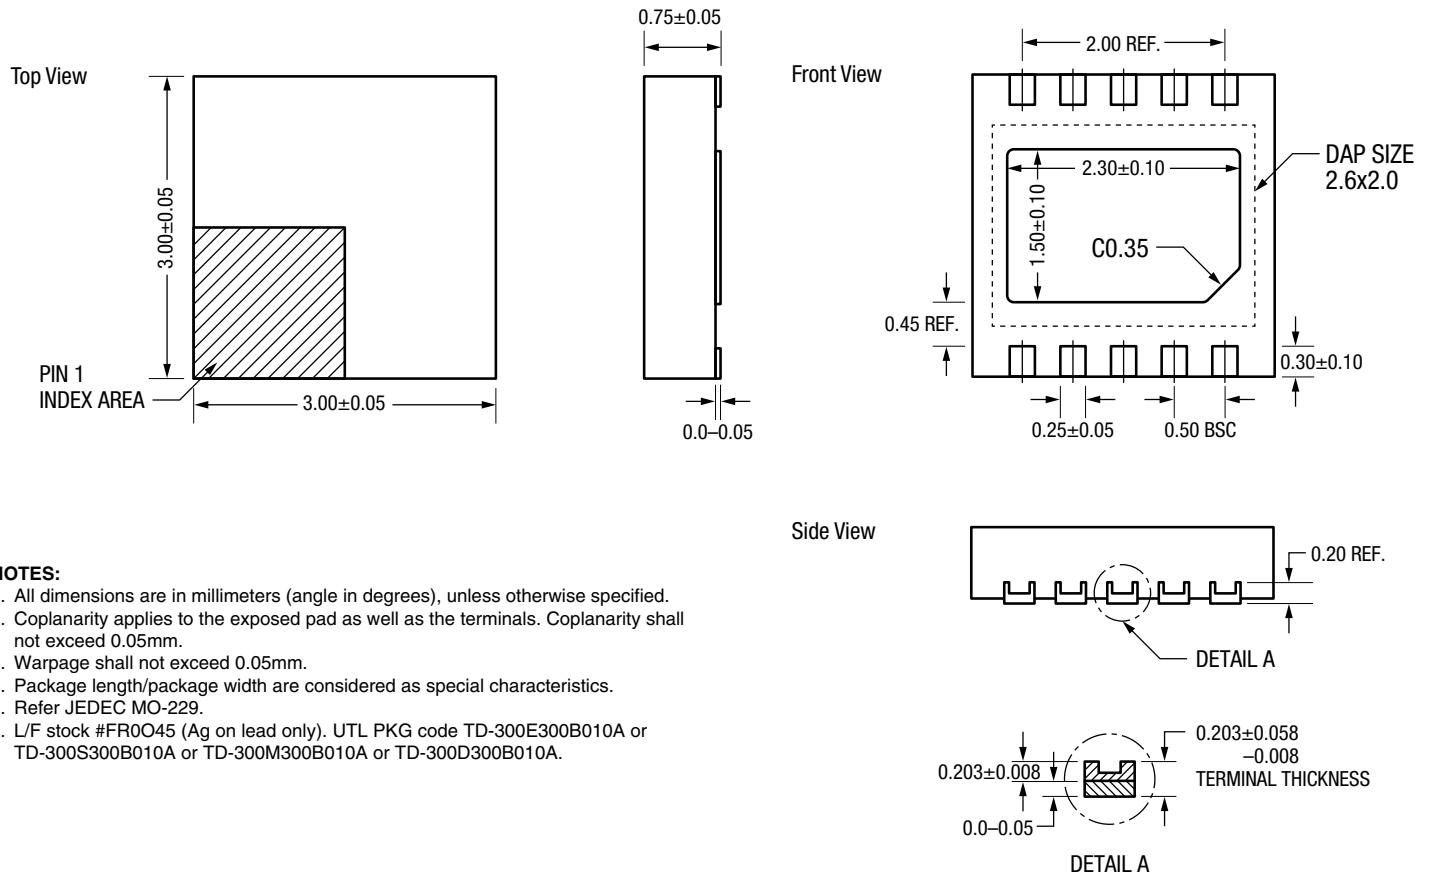 Top View
3.00±0.05
PIN 1
INDEX AREA
3.00±0.05
0.75±0.05
0.0–0.05
Front View
2.00 REF.
2.30±0.10
1.50±0.10
C0.35
DAP SIZE
2.6x2.0
0.45 REF.
0.30±0.10
0.25±0.05
0.50 BSC
Side View
0.20 REF.
DETAIL A
0.203±0.008
0.0–0.05
0.203±0.058
–0.008
TERMINAL THICKNESS
DETAIL A
NOTES:
. All dimensions are in millimeters (angle in degrees), unless otherwise specified.
. Coplanarity applies to the exposed pad as well as the terminals. Coplanarity shall
not exceed 0.05mm.
. Warpage shall not exceed 0.05mm.
. Package length/package width are considered as special characteristics.
. Refer JEDEC MO-229.
. L/F stock #FR0O45 (Ag on lead only). UTL PKG code TD-300E300B010A or
TD-300S300B010A or TD-300M300B010A or TD-300D300B010A.